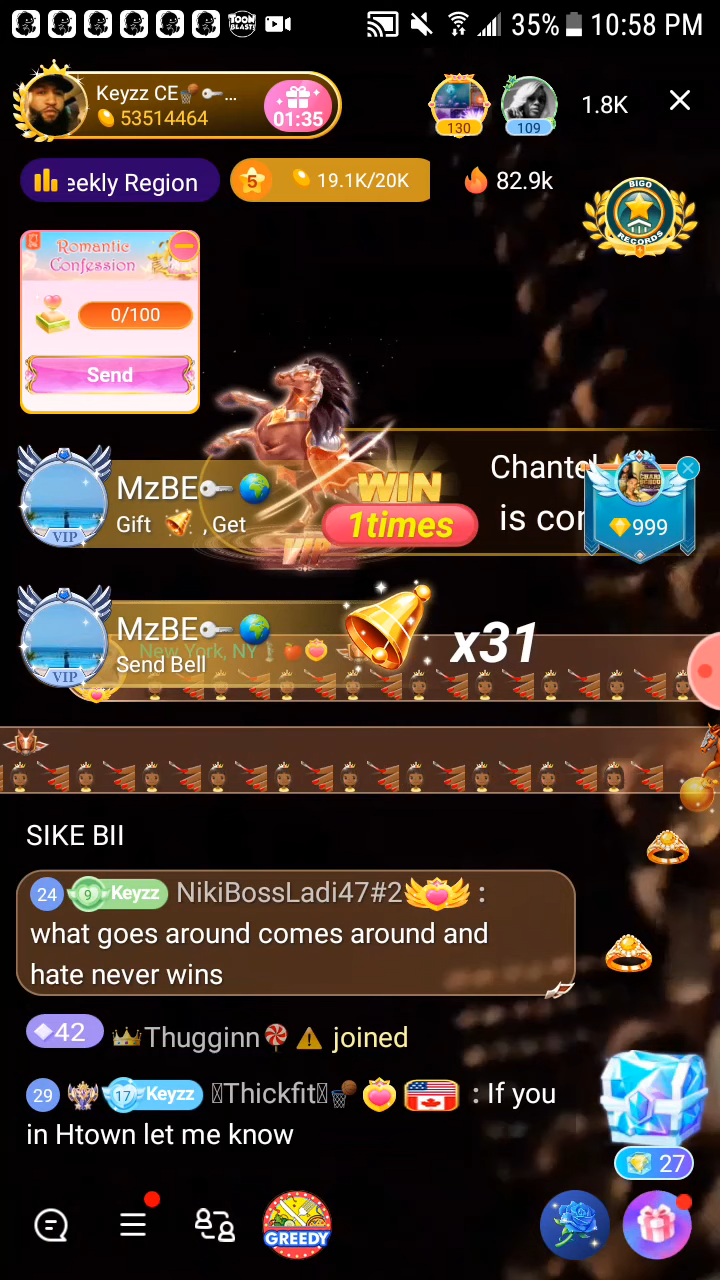 TOON BLAST
35% 10:58 PM
Keyzz CE ...
53514464
01:35
130
109
1.8K
eekly Region
5
19.1K/20K
82.9k
BIGO
RECORDS
Romantic
Confession
0/100
Send
MzBE
Gift , Get
VIP
WIN
1times
VIP
Chantel
is cor
999
MzBE
New York, NY
Send Bell
VIP
x31
SIKE BII
24 9 Keyzz NikiBossLadi47#2 :
what goes around comes around and
hate never wins
42 Thugginn joined
29 17 Keyzz Thickfit : If you
in Htown let me know
27
GREEDY